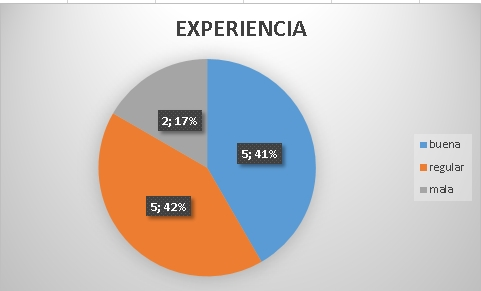 EXPERIENCIA
2; 17%
5; 41%
5; 42%
buena
regular
mala